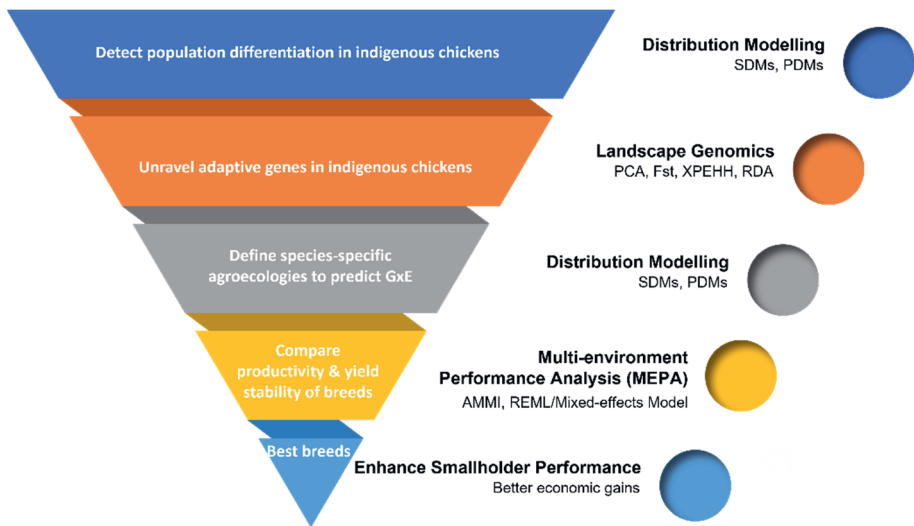 Detect population differentiation in indigenous chickens
Distribution Modelling
SDMs, PDMs
Unravel adaptive genes in indigenous chickens
Landscape Genomics
PCA, Fst, XPEHH, RDA
Define species-specific
agroecologies to predict GxE
Distribution Modelling
SDMs, PDMs
Compare
productivity & yield
stability of breeds
Multi-environment
Performance Analysis (MEPA)
AMMI, REML/Mixed-effects Model
Best breeds
Enhance Smallholder Performance
Better economic gains